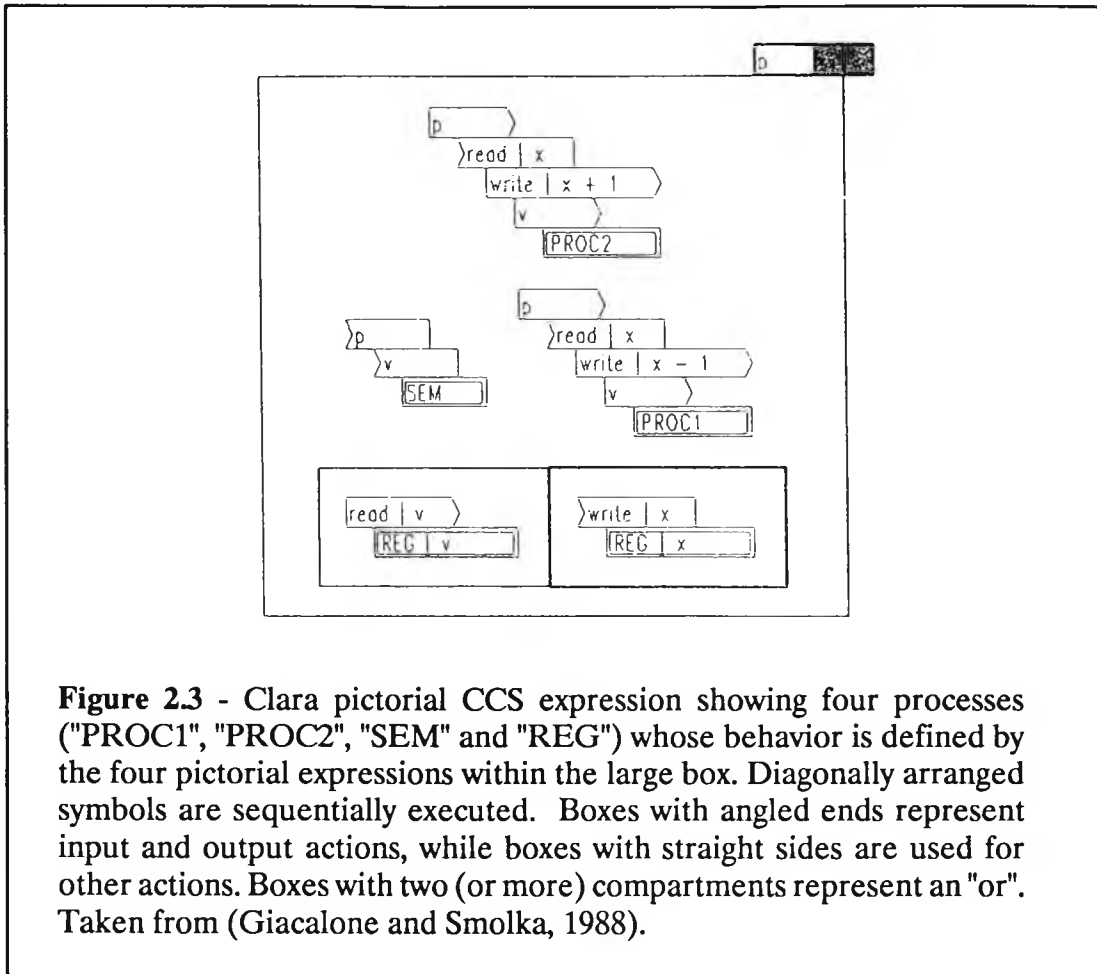 p
p
read | x
write | x + 1
v
PROC2
p
read | x
write | x - 1
v
PROC1
p
v
SEM
read | v
REG | v
write | x
REG | x
Figure 2.3 - Clara pictorial CCS expression showing four processes
("PROC1", "PROC2", "SEM" and "REG") whose behavior is defined by
the four pictorial expressions within the large box. Diagonally arranged
symbols are sequentially executed. Boxes with angled ends represent
input and output actions, while boxes with straight sides are used for
other actions. Boxes with two (or more) compartments represent an "or".
Taken from (Giacalone and Smolka, 1988).